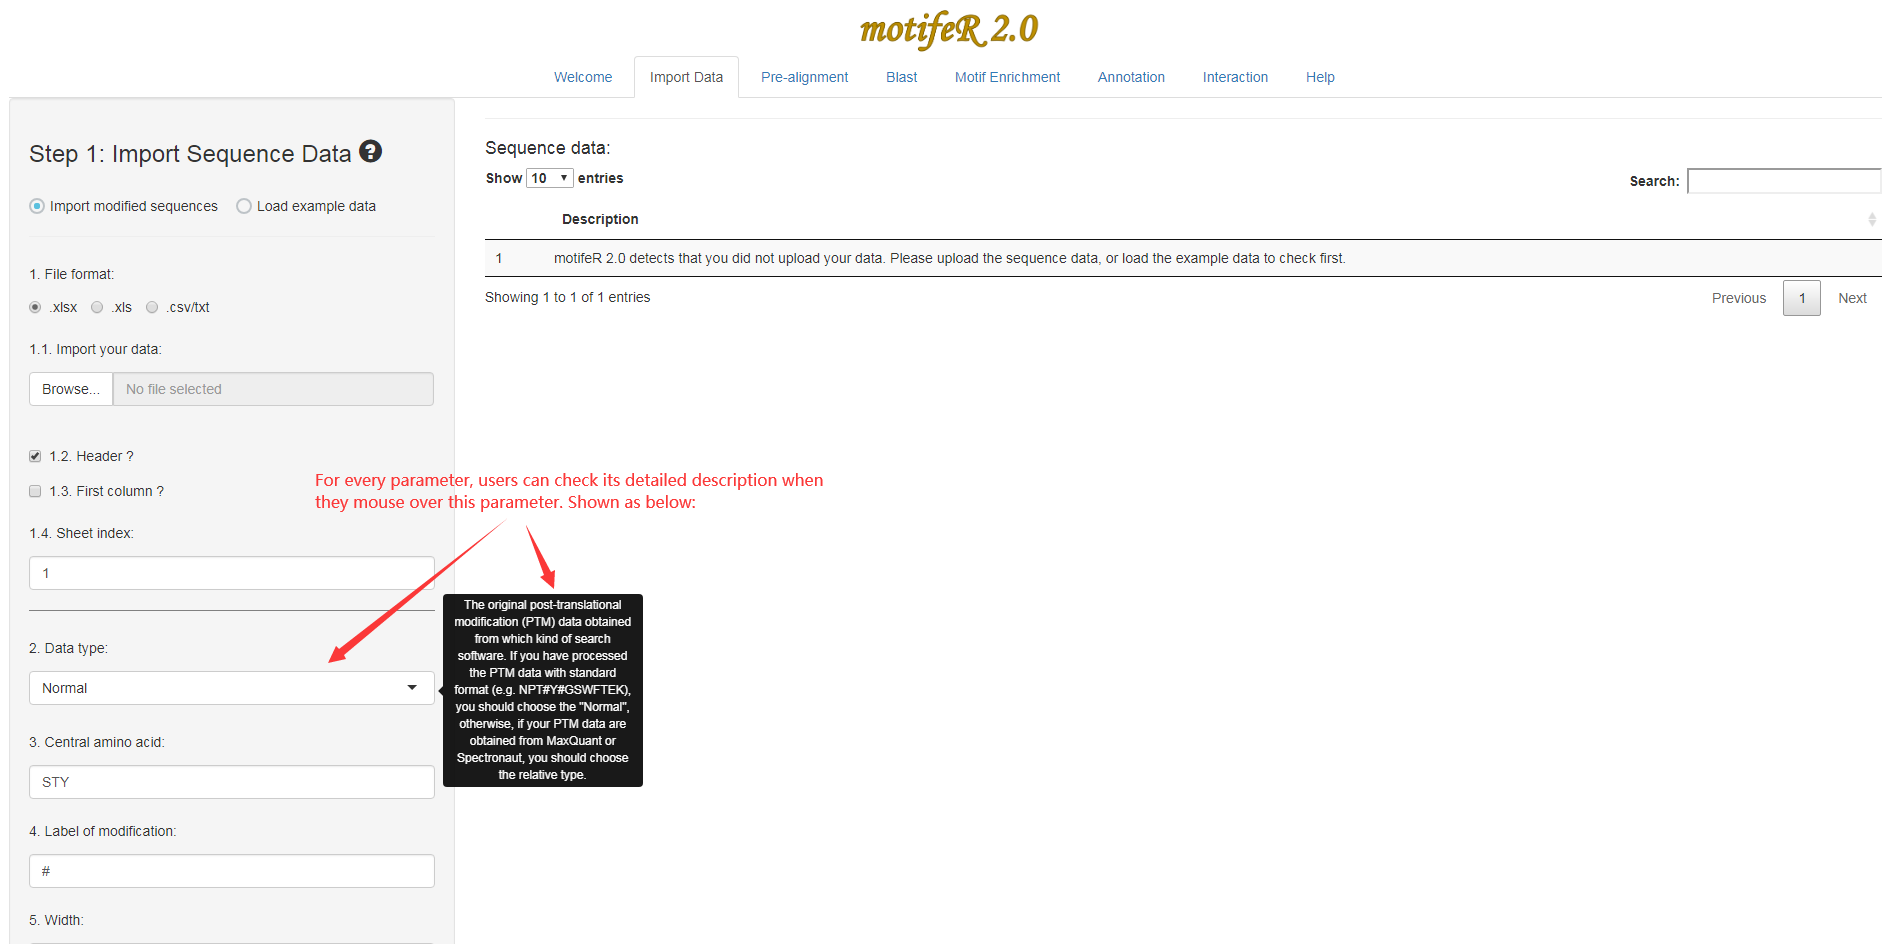 motifeR 2.0
Welcome Import Data Pre-alignment Blast Motif Enrichment Annotation Interaction Help
Step 1: Import Sequence Data ?
Import modified sequences Load example data
1. File format:
.xlsx .xls .csv/txt
1.1. Import your data:
Browse... No file selected
1.2. Header ?
1.3. First column ?
1.4. Sheet index:
1
2. Data type:
Normal
3. Central amino acid:
STY
4. Label of modification:
#
5. Width:
Sequence data:
Show 10 entries
Search:
Description
1 motifeR 2.0 detects that you did not upload your data. Please upload the sequence data, or load the example data to check first.
Showing 1 to 1 of 1 entries
Previous 1 Next
For every parameter, users can check its detailed description when
they mouse over this parameter. Shown as below:
The original post-translational
modification (PTM) data obtained
from which kind of search
software. If you have processed
the PTM data with standard
format (e.g. NPT#Y#GSWFTEK),
you should choose the "Normal",
otherwise, if your PTM data are
obtained from MaxQuant or
Spectronaut, you should choose
the relative type.